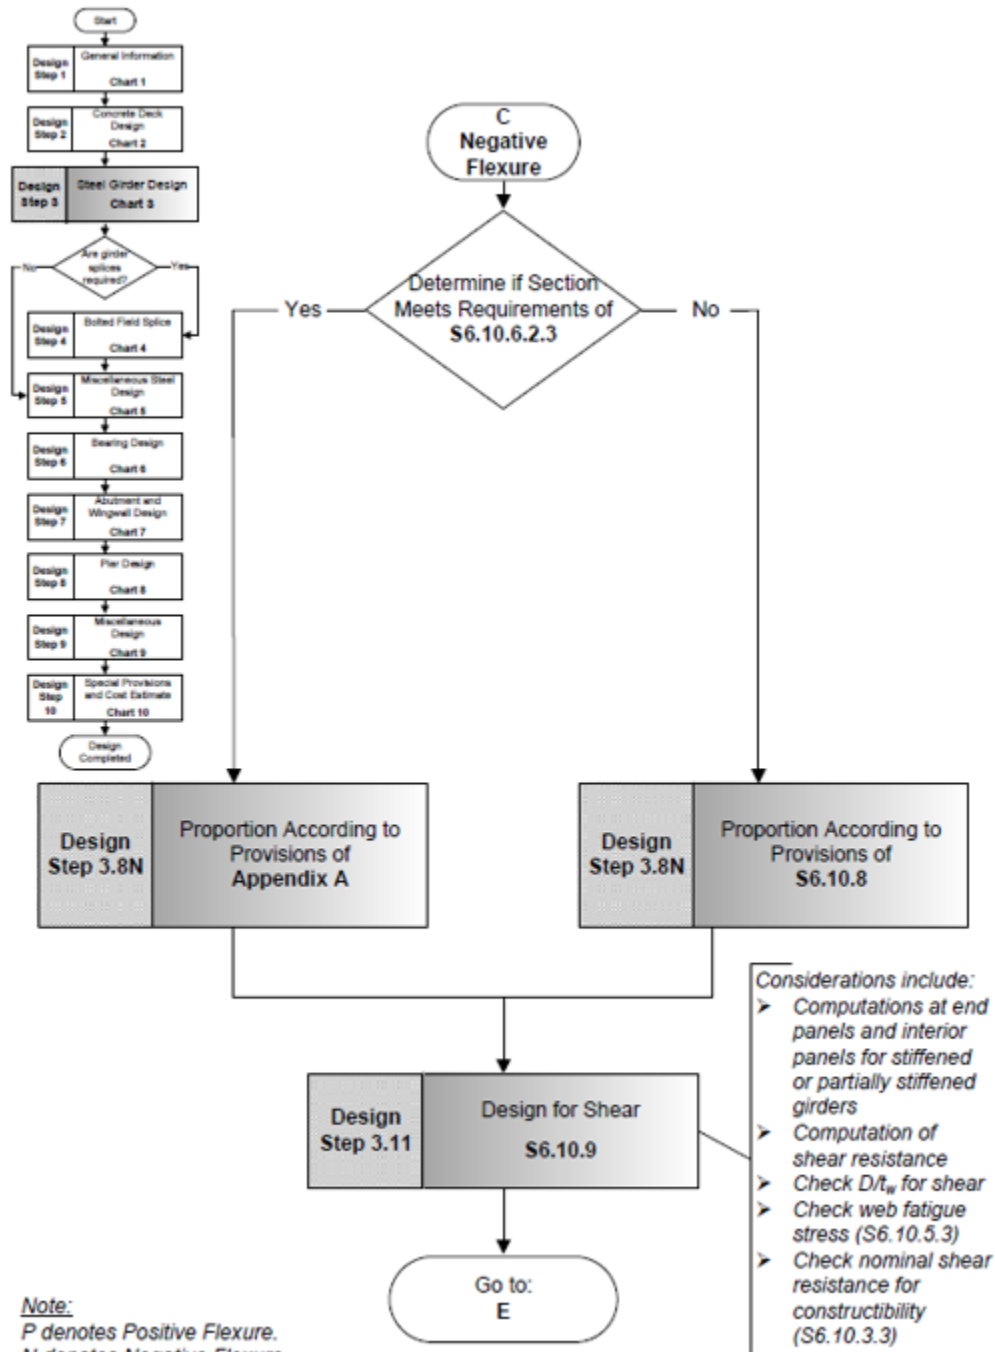 Start
Design
Step 1
General Information
Chart 1
Design
Step 2
Concrete Deck
Design
Chart 2
Design
Step 3
Steel Girder Design
Chart 3
Are girder
splices
required?
No
Yes
Design
Step 4
Bolted Field Splice
Chart 4
Design
Step 5
Miscellaneous Steel
Design
Chart 5
Design
Step 6
Bearing Design
Chart 6
Design
Step 7
Abutment and
Wingwall Design
Chart 7
Design
Step 8
Pier Design
Chart 8
Design
Step 9
Miscellaneous
Design
Chart 9
Design
Step
10
Special Provisions
and Cost Estimate
Chart 10
Design
Completed
C
Negative
Flexure
Determine if Section
Meets Requirements of
S6.10.6.2.3
Yes
No
Design
Step 3.8N
Proportion According to
Provisions of
Appendix A
Design
Step 3.8N
Proportion According to
Provisions of
S6.10.8
Design
Step 3.11
Design for Shear
S6.10.9
Considerations include:
➢ Computations at end
panels and interior
panels for stiffened
or partially stiffened
girders
➢ Computation of
shear resistance
➢ Check D/tw for shear
➢ Check web fatigue
stress (S6.10.5.3)
➢ Check nominal shear
resistance for
constructibility
(S6.10.3.3)
Go to:
E
Note:
P denotes Positive Flexure.
N denotes Negative Flexure.